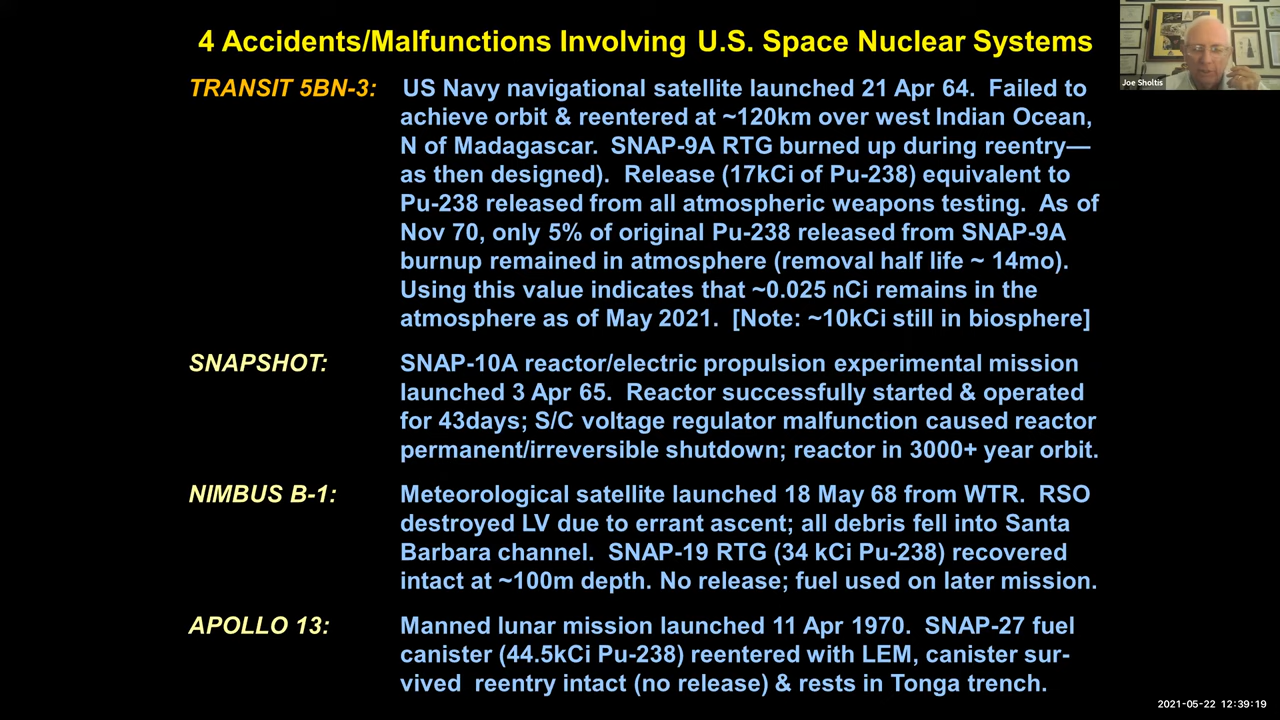 4 Accidents/Malfunctions Involving U.S. Space Nuclear Systems
Joe Sholtis
TRANSIT 5BN-3: US Navy navigational satellite launched 21 Apr 64. Failed to
achieve orbit & reentered at ~120km over west Indian Ocean,
N of Madagascar. SNAP-9A RTG burned up during reentry—
as then designed). Release (17kCi of Pu-238) equivalent to
Pu-238 released from all atmospheric weapons testing. As of
Nov 70, only 5% of original Pu-238 released from SNAP-9A
burnup remained in atmosphere (removal half life ~ 14mo).
Using this value indicates that ~0.025 nCi remains in the
atmosphere as of May 2021. [Note: ~10kCi still in biosphere]
SNAPSHOT: SNAP-10A reactor/electric propulsion experimental mission
launched 3 Apr 65. Reactor successfully started & operated
for 43days; S/C voltage regulator malfunction caused reactor
permanent/irreversible shutdown; reactor in 3000+ year orbit.
NIMBUS B-1: Meteorological satellite launched 18 May 68 from WTR. RSO
destroyed LV due to errant ascent; all debris fell into Santa
Barbara channel. SNAP-19 RTG (34 kCi Pu-238) recovered
intact at ~100m depth. No release; fuel used on later mission.
APOLLO 13: Manned lunar mission launched 11 Apr 1970. SNAP-27 fuel
canister (44.5kCi Pu-238) reentered with LEM, canister sur-
vived reentry intact (no release) & rests in Tonga trench.
2021-05-22 12:39:19